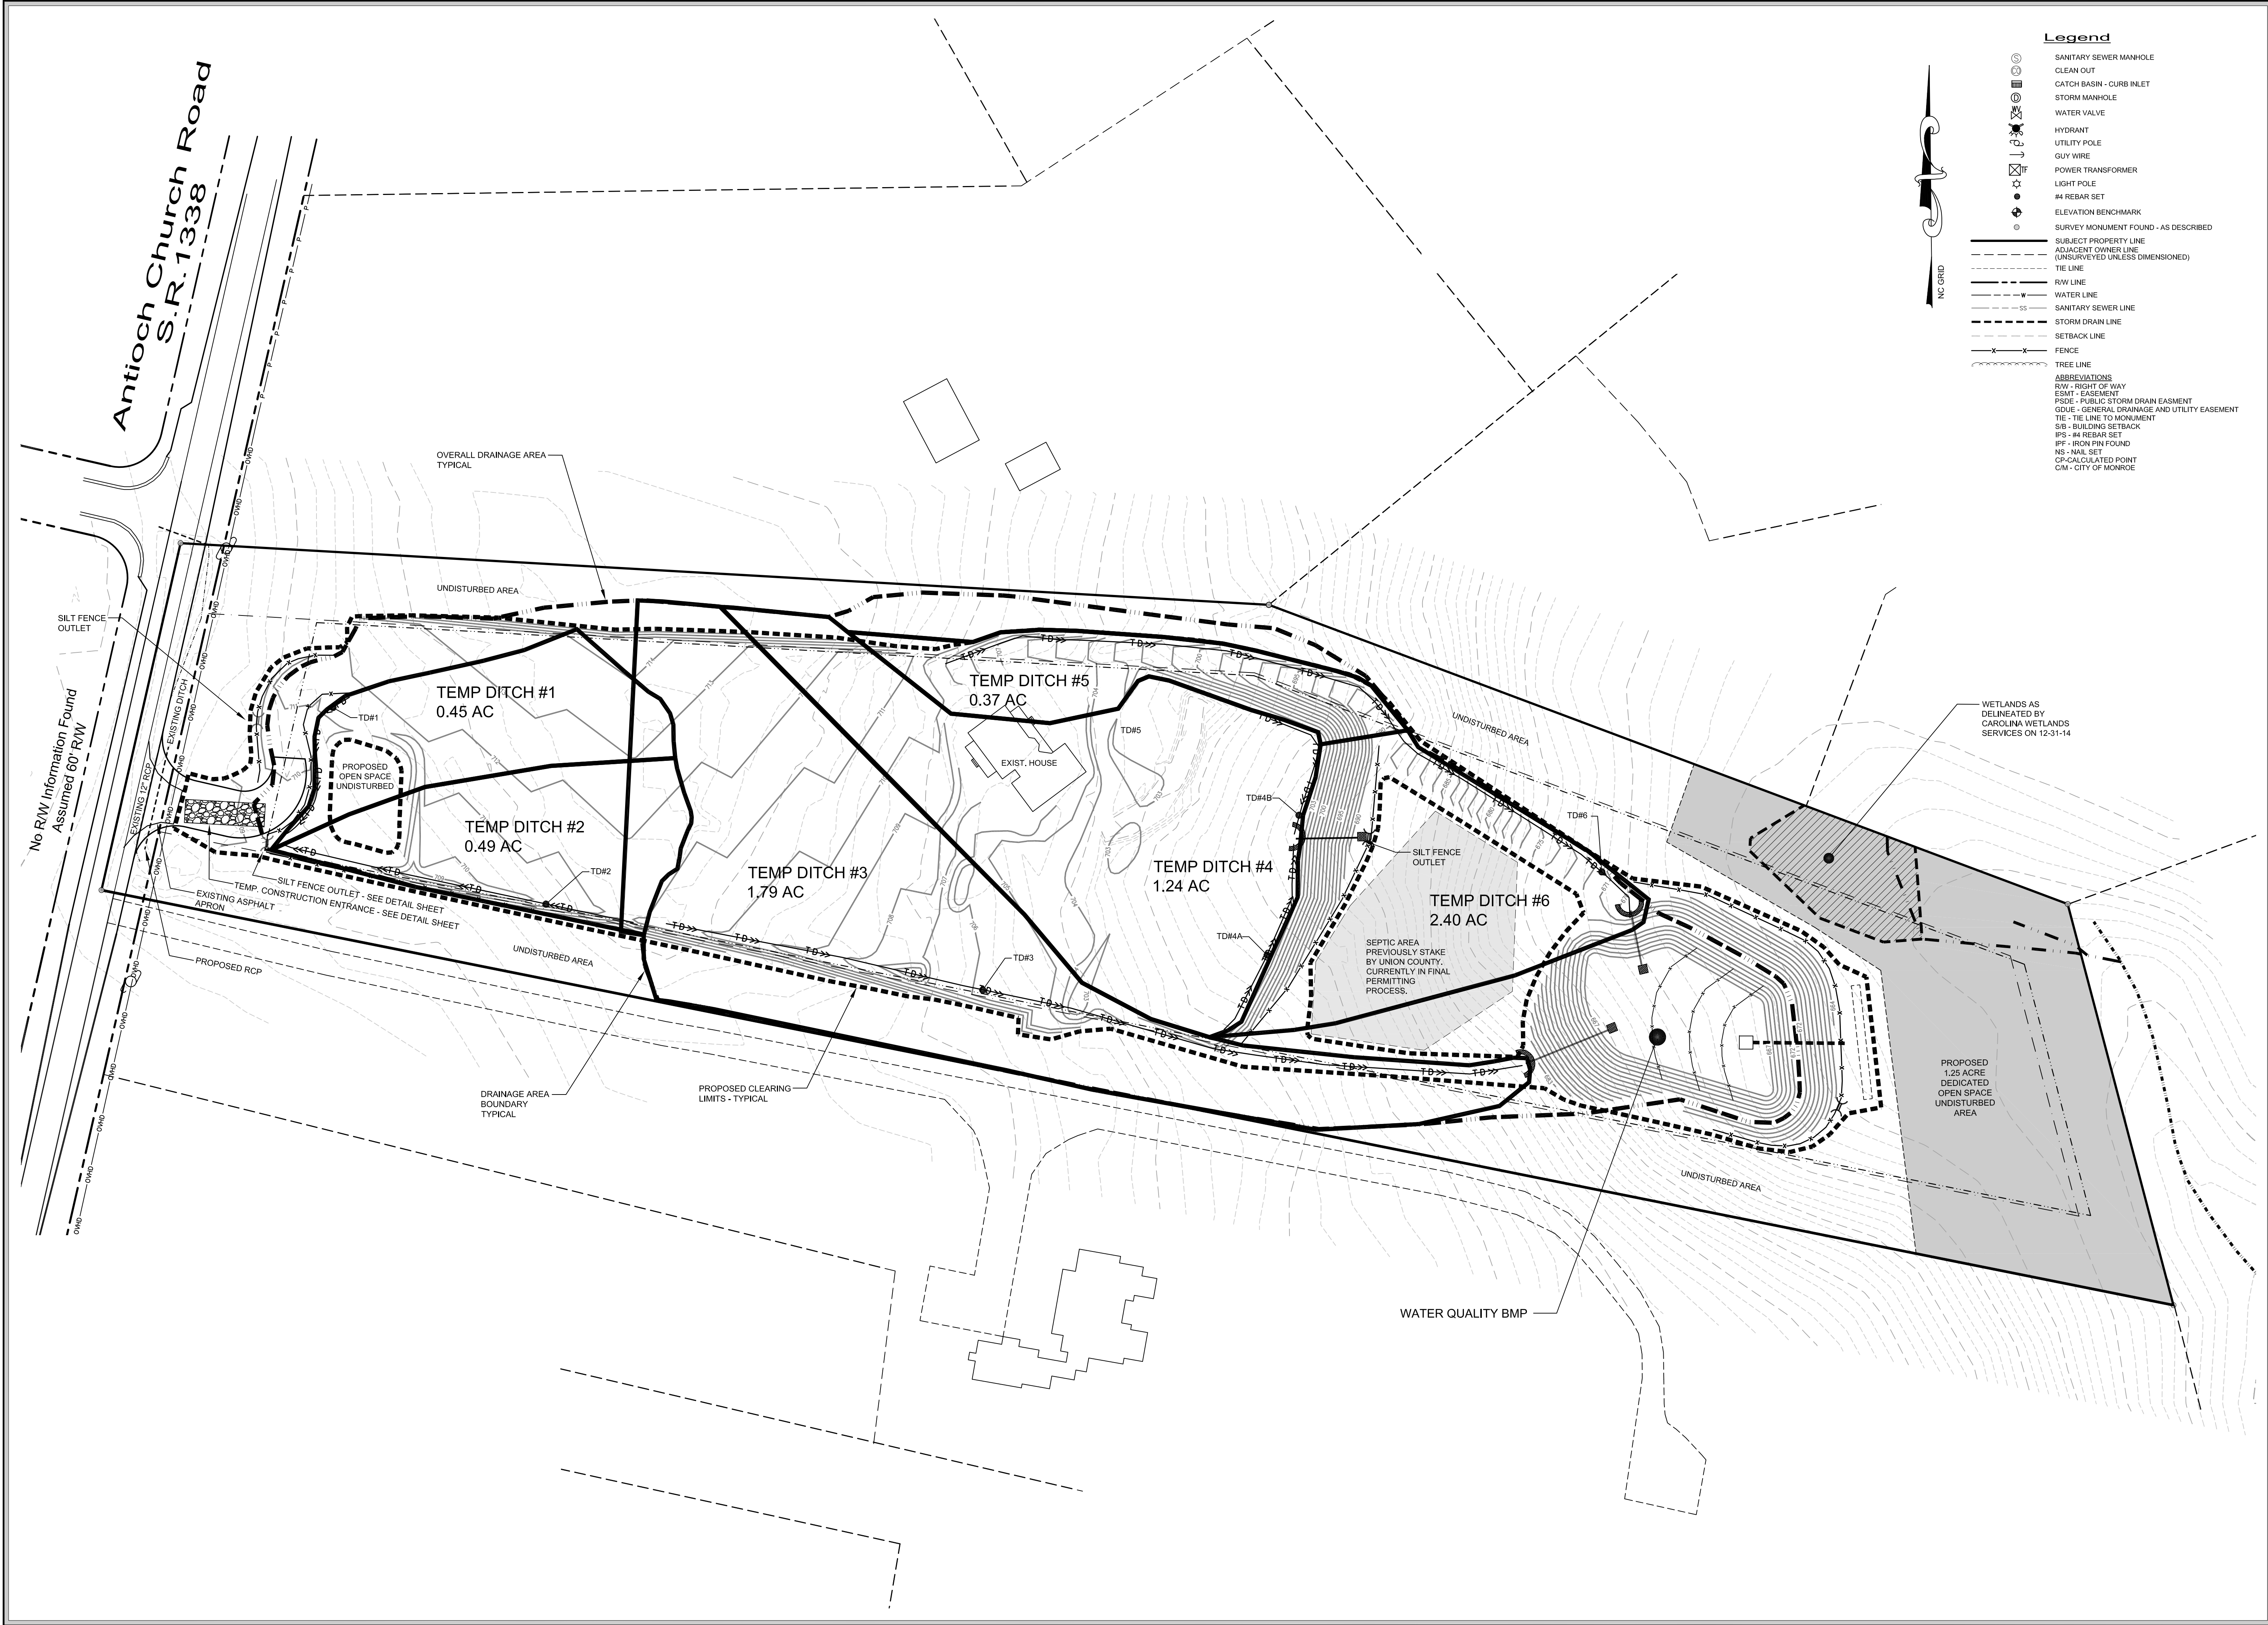 Legend
SANITARY SEWER MANHOLE
CLEAN OUT
CATCH BASIN - CURB INLET
STORM MANHOLE
WATER VALVE
HYDRANT
UTILITY POLE
GUY WIRE
POWER TRANSFORMER
LIGHT POLE
#4 REBAR SET
ELEVATION BENCHMARK
SURVEY MONUMENT FOUND - AS DESCRIBED
SUBJECT PROPERTY LINE
ADJACENT OWNER LINE
(UNSURVEYED UNLESS DIMENSIONED)
TIE LINE
R/W LINE
WATER LINE
SANITARY SEWER LINE
STORM DRAIN LINE
SETBACK LINE
FENCE
TREE LINE
ABBREVIATIONS
R/W - RIGHT OF WAY
ESMT - EASEMENT
PSDE - PUBLIC STORM DRAIN EASMENT
GDUE - GENERAL DRAINAGE AND UTILITY EASEMENT
TIE - TIE LINE TO MONUMENT
S/B - BUILDING SETBACK
IPS - #4 REBAR SET
IPF - IRON PIN FOUND
NS - NAIL SET
CP-CALCULATED POINT
C/M - CITY OF MONROE
NC GRID
Antioch Church Road
S.R. 1338
OVERALL DRAINAGE AREA
TYPICAL
UNDISTURBED AREA
SILT FENCE
OUTLET
EXISTING DITCH
No R/W Information Found
Assumed 60' R/W
EXISTING 12" RCP
TEMP DITCH #1
0.45 AC
TD#1
PROPOSED
OPEN SPACE
UNDISTURBED
TEMP DITCH #2
0.49 AC
TD#2
SILT FENCE OUTLET - SEE DETAIL SHEET
TEMP. CONSTRUCTION ENTRANCE - SEE DETAIL SHEET
EXISTING ASPHALT
APRON
PROPOSED RCP
UNDISTURBED AREA
TEMP DITCH #3
1.79 AC
TD#3
TEMP DITCH #5
0.37 AC
TD#5
EXIST. HOUSE
TEMP DITCH #4
1.24 AC
TD#4B
TD#4A
SILT FENCE
OUTLET
TEMP DITCH #6
2.40 AC
TD#6
SEPTIC AREA
PREVIOUSLY STAKE
BY UNION COUNTY.
CURRENTLY IN FINAL
PERMITTING
PROCESS.
UNDISTURBED AREA
WETLANDS AS
DELINEATED BY
CAROLINA WETLANDS
SERVICES ON 12-31-14
PROPOSED
1.25 ACRE
DEDICATED
OPEN SPACE
UNDISTURBED
AREA
UNDISTURBED AREA
DRAINAGE AREA
BOUNDARY
TYPICAL
PROPOSED CLEARING
LIMITS - TYPICAL
WATER QUALITY BMP